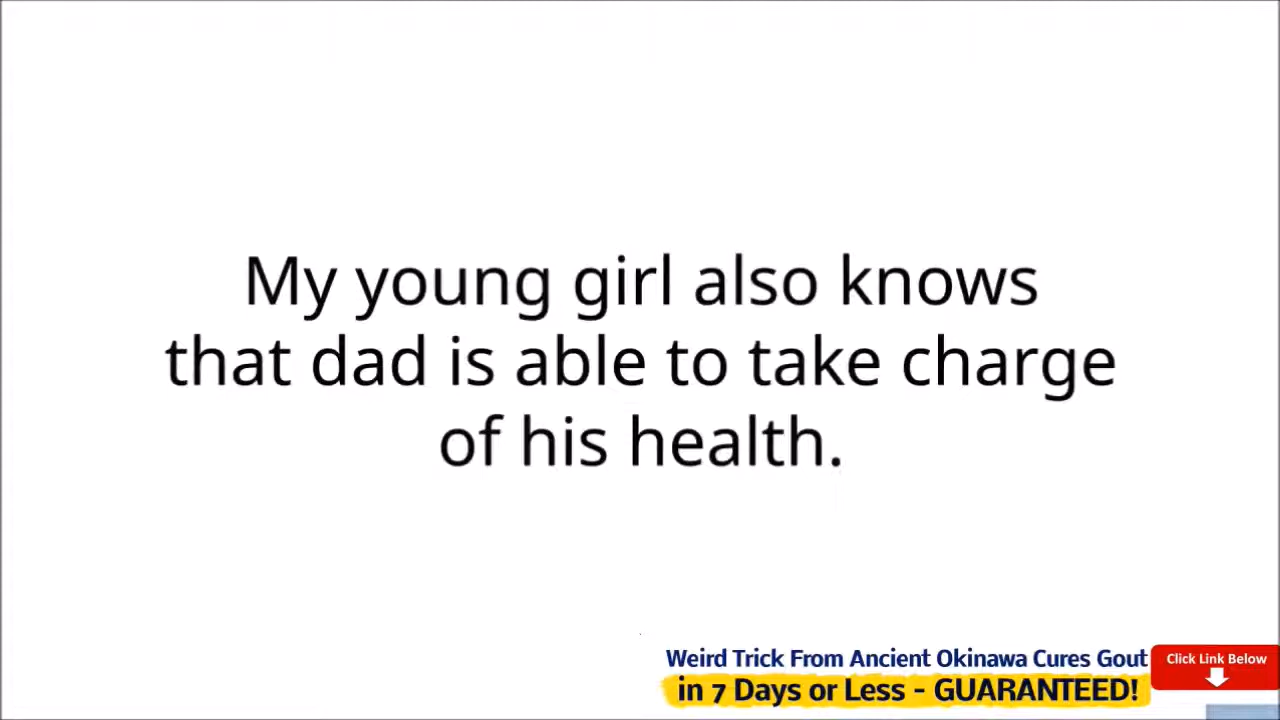 My young girl also knows
that dad is able to take charge
of his health.
Weird Trick From Ancient Okinawa Cures Gout
in 7 Days or Less - GUARANTEED!
Click Link Below